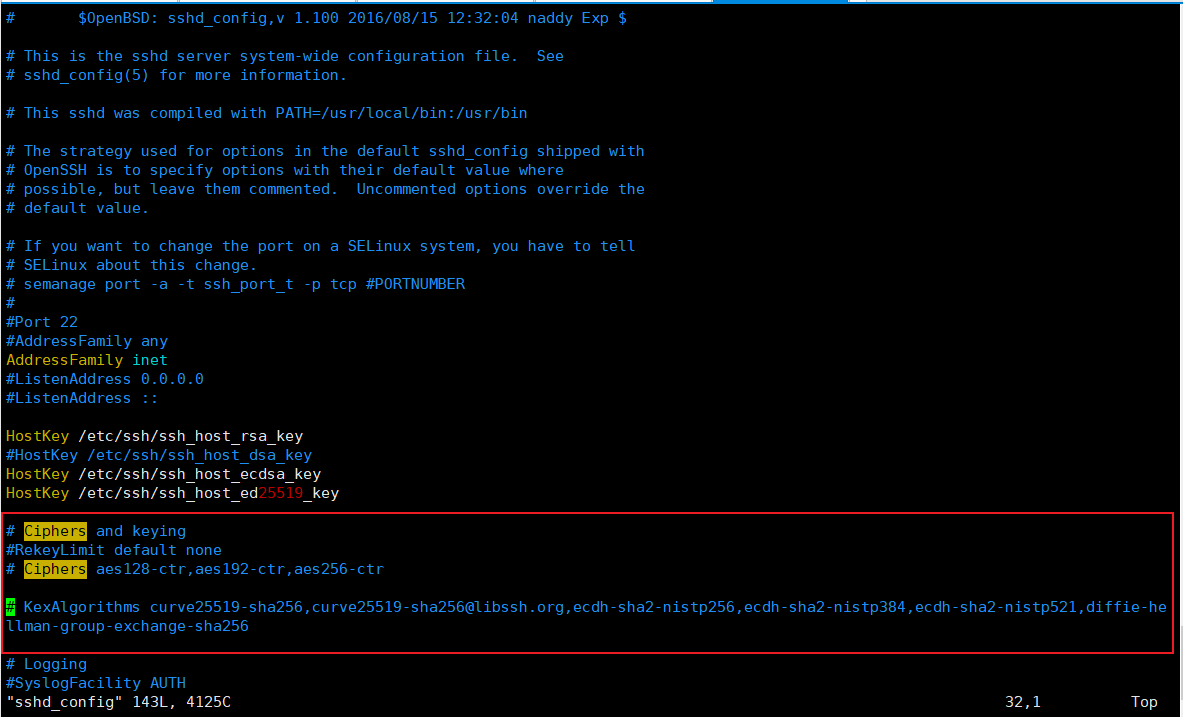 #       $OpenBSD: sshd_config,v 1.100 2016/08/15 12:32:04 naddy Exp $
# This is the sshd server system-wide configuration file.  See
# sshd_config(5) for more information.
# This sshd was compiled with PATH=/usr/local/bin:/usr/bin
# The strategy used for options in the default sshd_config shipped with
# OpenSSH is to specify options with their default value where
# possible, but leave them commented.  Uncommented options override the
# default value.
# If you want to change the port on a SELinux system, you have to tell
# SELinux about this change.
# semanage port -a -t ssh_port_t -p tcp #PORTNUMBER
#
#Port 22
#AddressFamily any
AddressFamily inet
#ListenAddress 0.0.0.0
#ListenAddress ::
HostKey /etc/ssh/ssh_host_rsa_key
#HostKey /etc/ssh/ssh_host_dsa_key
HostKey /etc/ssh/ssh_host_ecdsa_key
HostKey /etc/ssh/ssh_host_ed25519_key
# Ciphers and keying
#RekeyLimit default none
# Ciphers aes128-ctr,aes192-ctr,aes256-ctr
# KexAlgorithms curve25519-sha256,curve25519-sha256@libssh.org,ecdh-sha2-nistp256,ecdh-sha2-nistp384,ecdh-sha2-nistp521,diffie-he
llman-group-exchange-sha256
# Logging
#SyslogFacility AUTH
"sshd_config" 143L, 4125C                                                                                      32,1          Top